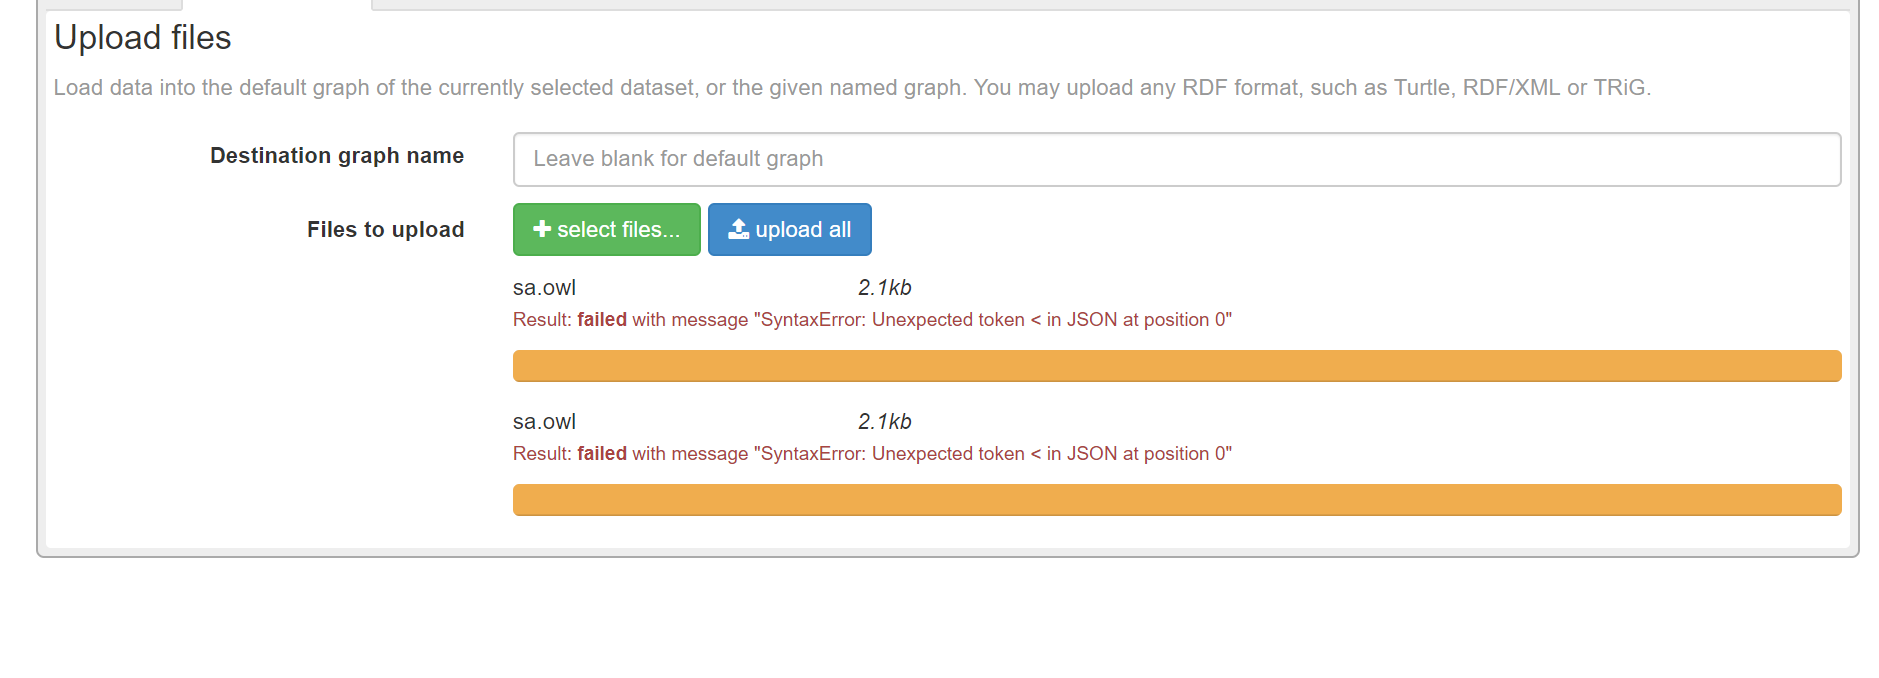 Upload files
Load data into the default graph of the currently selected dataset, or the given named graph. You may upload any RDF format, such as Turtle, RDF/XML or TRiG.
Destination graph name
Leave blank for default graph
Files to upload
select files...
upload all
sa.owl 2.1kb
Result: failed with message "SyntaxError: Unexpected token < in JSON at position 0"
sa.owl 2.1kb
Result: failed with message "SyntaxError: Unexpected token < in JSON at position 0"